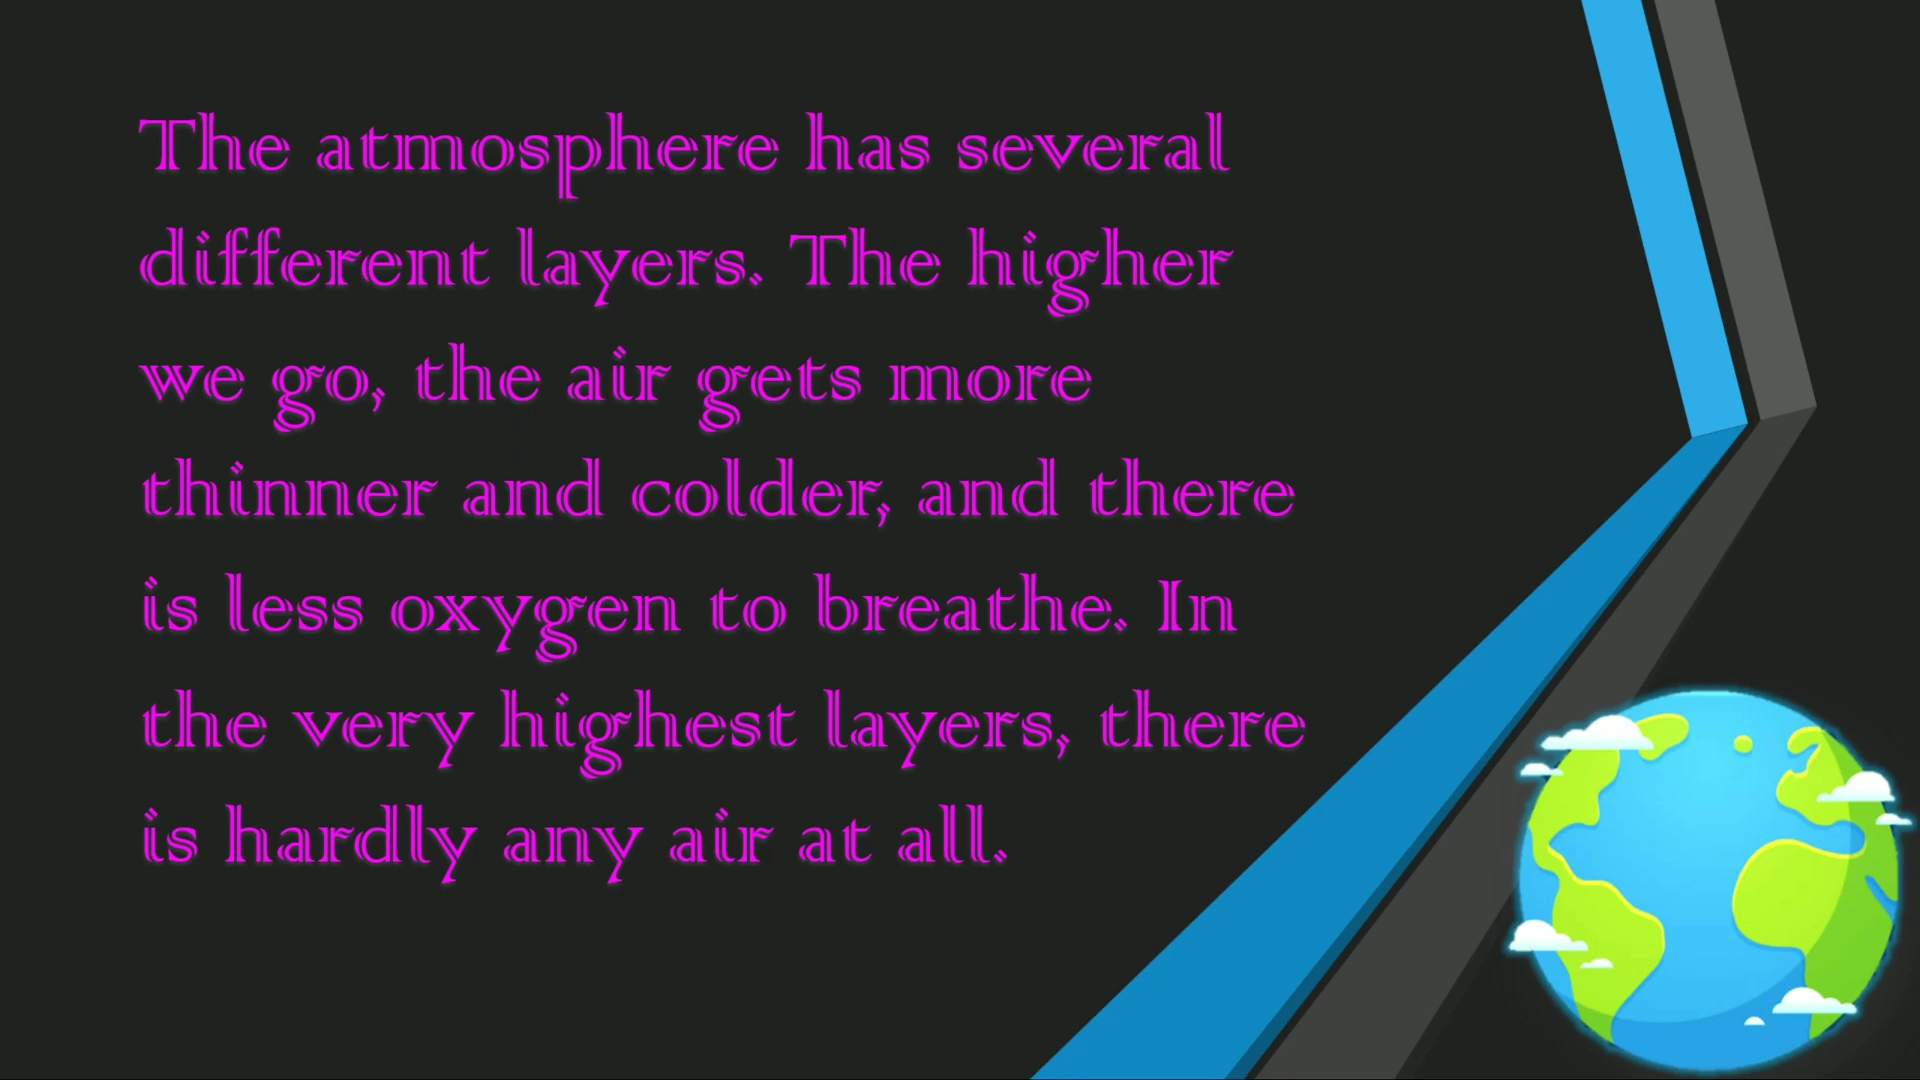 The atmosphere has several
different layers. The higher
we go, the air gets more
thinner and colder, and there
is less oxygen to breathe. In
the very highest layers, there
is hardly any air at all.